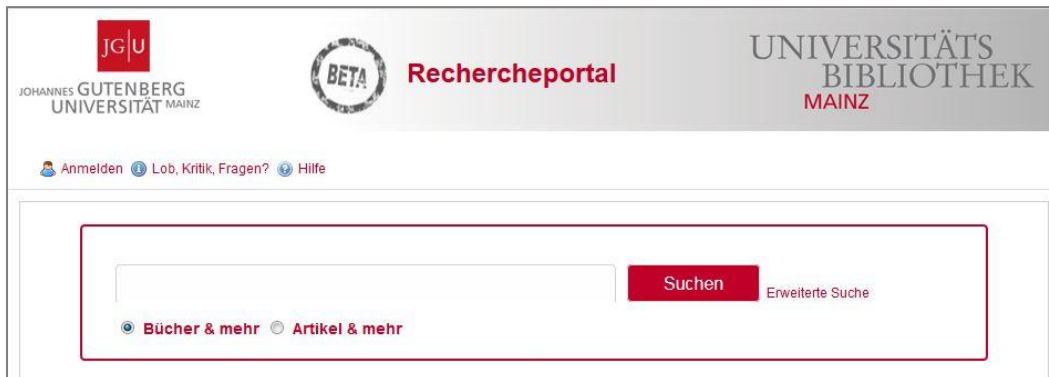 JG|U
JOHANNES GUTENBERG
UNIVERSITÄT MAINZ
BETA
Rechercheportal
UNIVERSITÄTS
BIBLIOTHEK
MAINZ
Anmelden Lob, Kritik, Fragen? Hilfe
Suchen Erweiterte Suche
Bücher & mehr Artikel & mehr